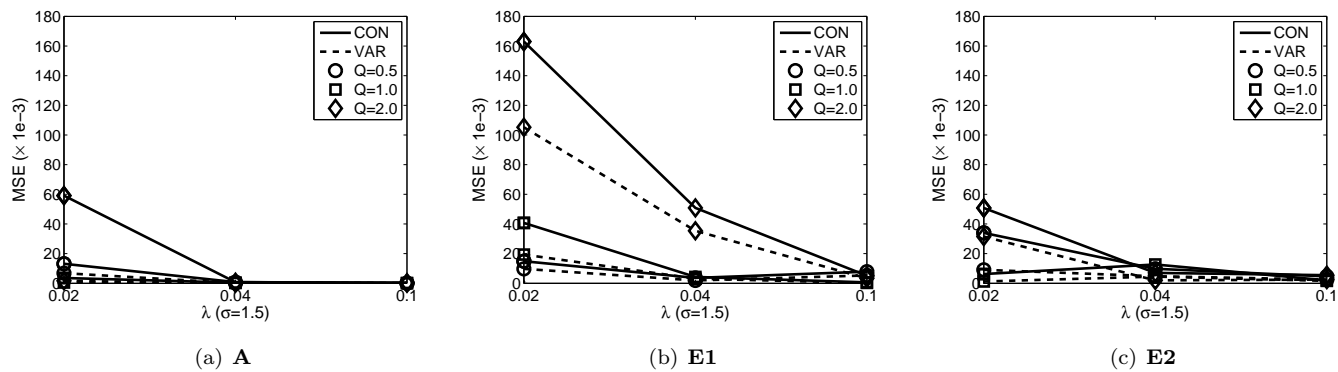 180
160
140
120
100
80
60
40
20
0
MSE (× 1e−3)
0.02
0.04
0.1
λ (σ=1.5)
CON
VAR
Q=0.5
Q=1.0
Q=2.0
(a) A
180
160
140
120
100
80
60
40
20
0
MSE (× 1e−3)
0.02
0.04
0.1
λ (σ=1.5)
CON
VAR
Q=0.5
Q=1.0
Q=2.0
(b) E1
180
160
140
120
100
80
60
40
20
0
MSE (× 1e−3)
0.02
0.04
0.1
λ (σ=1.5)
CON
VAR
Q=0.5
Q=1.0
Q=2.0
(c) E2